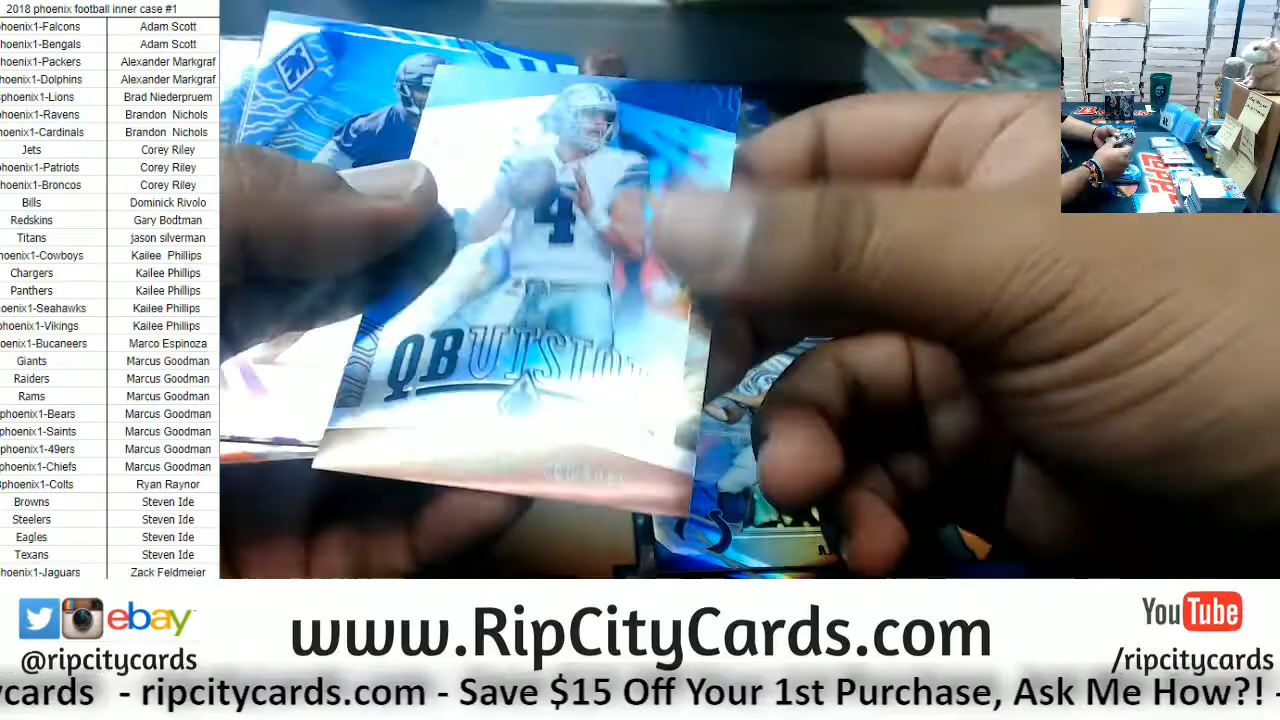 2018 phoenix football inner case #1
hoenix1-Falcons Adam Scott
hoenix1-Bengals Adam Scott
hoenix1-Packers Alexander Markgraf
hoenix1-Dolphins Alexander Markgraf
phoenix1-Lions Brad Niederpruem
hoenix1-Ravens Brandon Nichols
hoenix1-Cardinals Brandon Nichols
Jets Corey Riley
phoenix1-Patriots Corey Riley
hoenix1-Broncos Corey Riley
Bills Dominick Rivolo
Redskins Gary Bodtman
Titans jason silverman
hoenix1-Cowboys Kailee Phillips
Chargers Kailee Phillips
Panthers Kailee Phillips
oenix1-Seahawks Kailee Phillips
phoenix1-Vikings Kailee Phillips
hoenix1-Bucaneers Marco Espinoza
Giants Marcus Goodman
Raiders Marcus Goodman
Rams Marcus Goodman
phoenix1-Bears Marcus Goodman
phoenix1-Saints Marcus Goodman
phoenix1-49ers Marcus Goodman
phoenix1-Chiefs Marcus Goodman
phoenix1-Colts Ryan Raynor
Browns Steven Ide
Steelers Steven Ide
Eagles Steven Ide
Texans Steven Ide
hoenix1-Jaguars Zack Feldmeier
4
QBUISTO
ebay
@ripcitycards
www.RipCityCards.com
YouTube
/ripcitycards
ycards - ripcitycards.com - Save $15 Off Your 1st Purchase, Ask Me How?! -